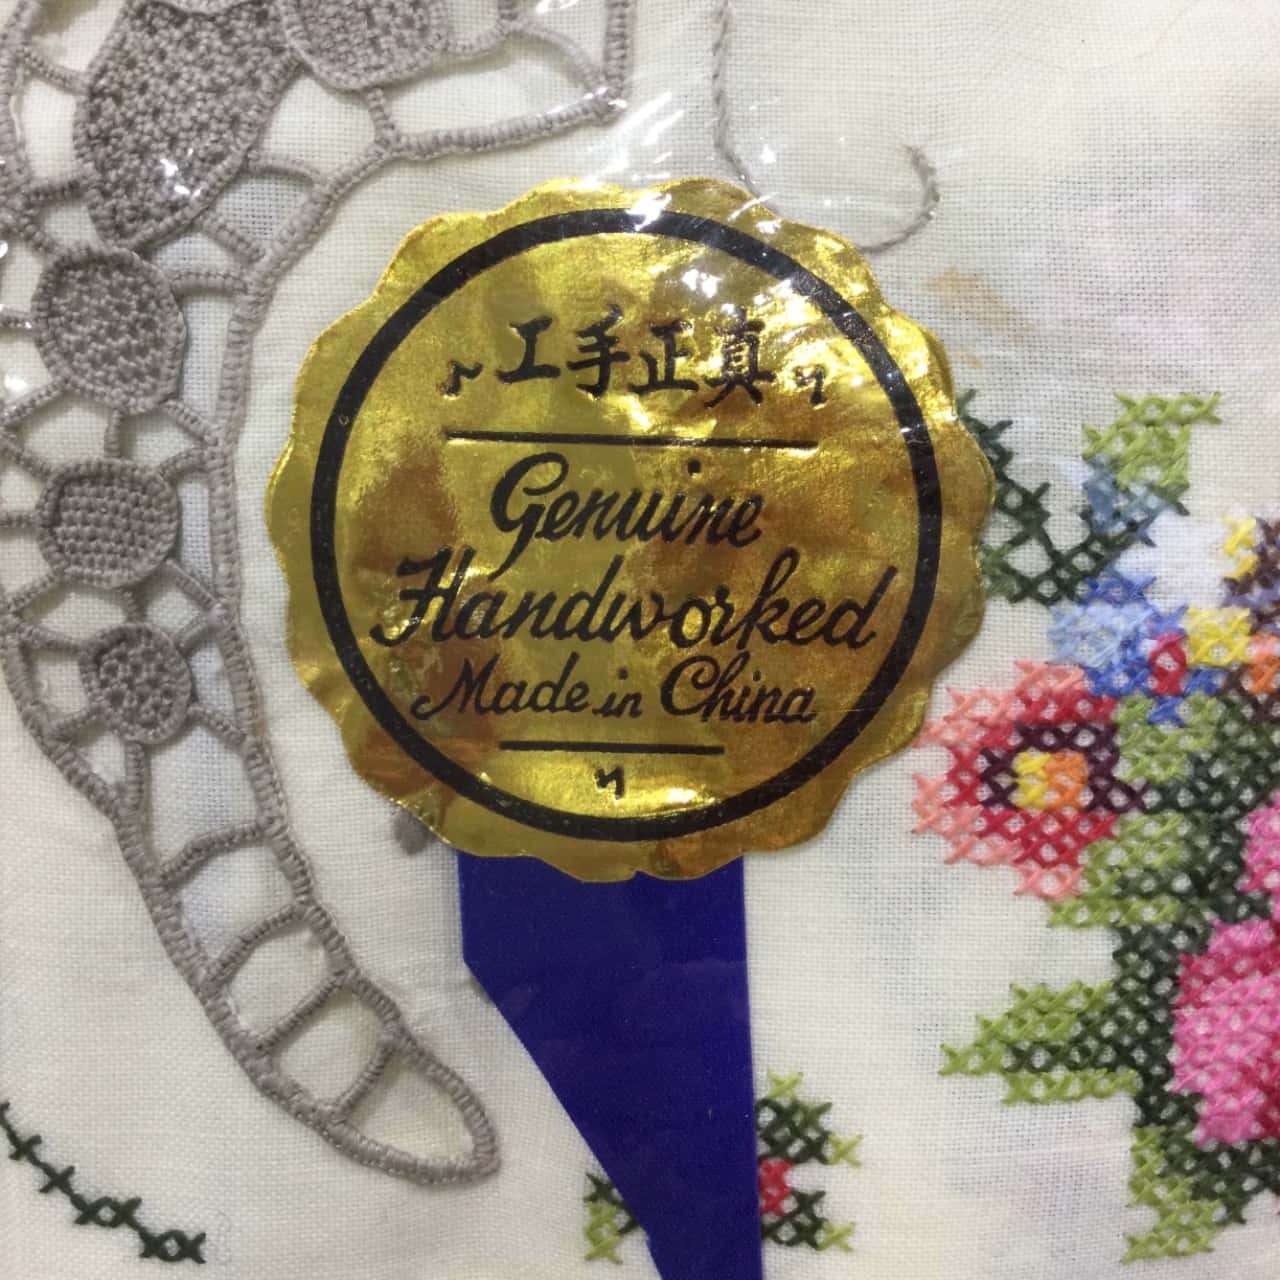 工手正真
Genuine
Handworked
Made in China